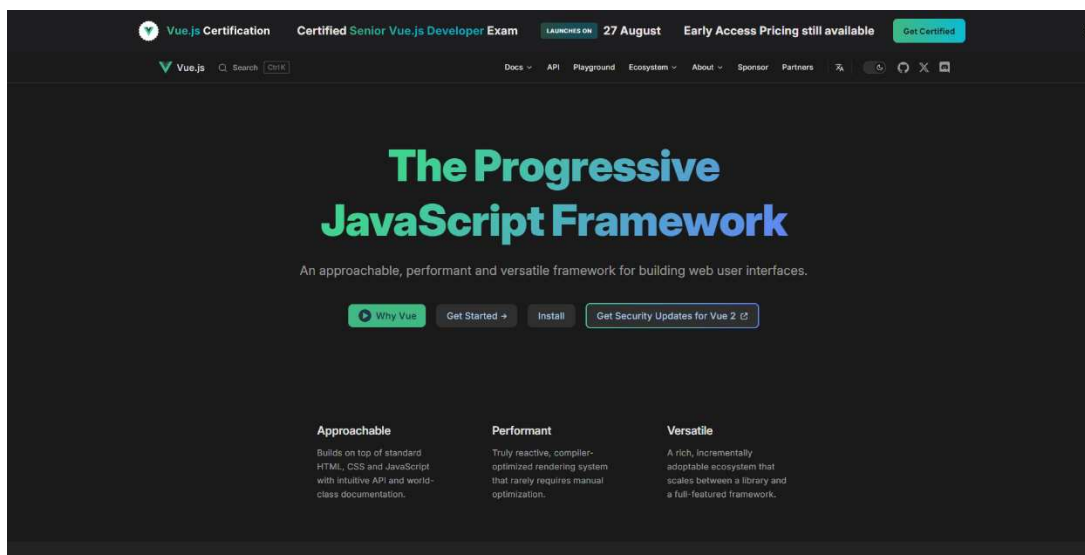 Vue.js Certification Certified Senior Vue.js Developer Exam LAUNCHES ON 27 August Early Access Pricing still available Get Certified
Vue.js Search Ctrl K Docs API Playground Ecosystem About Sponsor Partners
The Progressive
JavaScript Framework
An approachable, performant and versatile framework for building web user interfaces.
Why Vue Get Started → Install Get Security Updates for Vue 2
Approachable
Builds on top of standard
HTML, CSS and JavaScript
with intuitive API and world-
class documentation.
Performant
Truly reactive, compiler-
optimized rendering system
that rarely requires manual
optimization.
Versatile
A rich, incrementally
adoptable ecosystem that
scales between a library and
a full-featured framework.